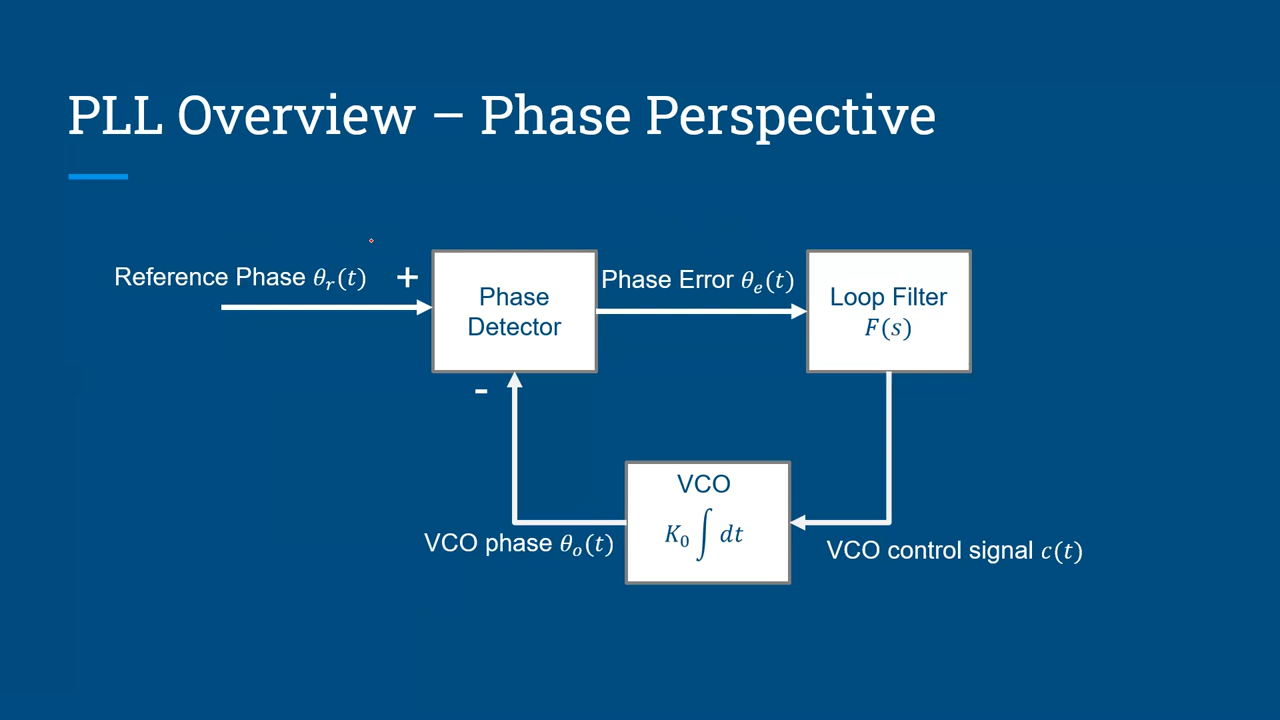 PLL Overview – Phase Perspective
Reference Phase θᵣ(t)
+
Phase
Detector
Phase Error θₑ(t)
Loop Filter
F(s)
-
VCO
K₀ ∫ dt
VCO phase θₒ(t)
VCO control signal c(t)